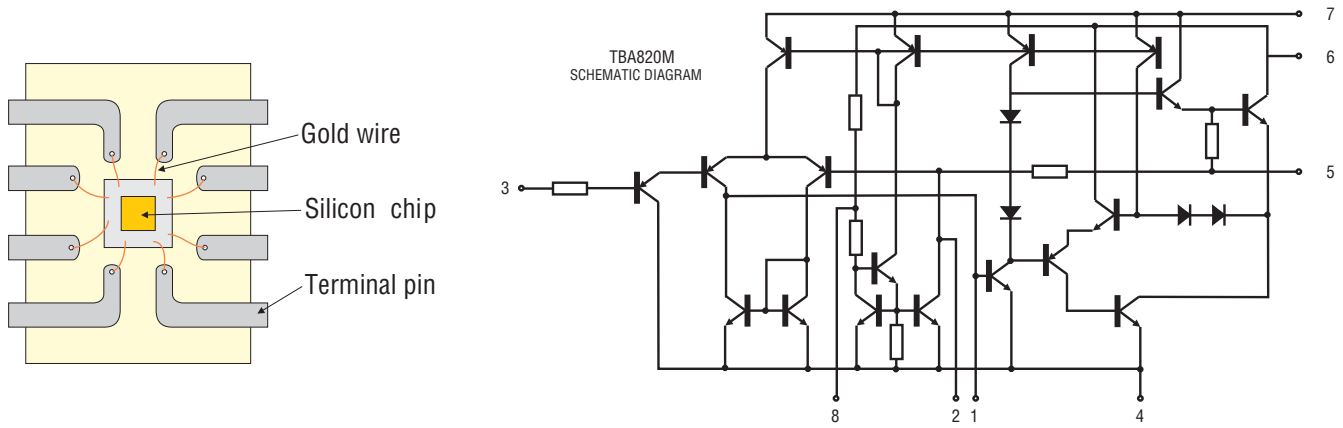 Gold wire
Silicon chip
Terminal pin
TBA820M
SCHEMATIC DIAGRAM
7
6
3
5
8
2 1
4